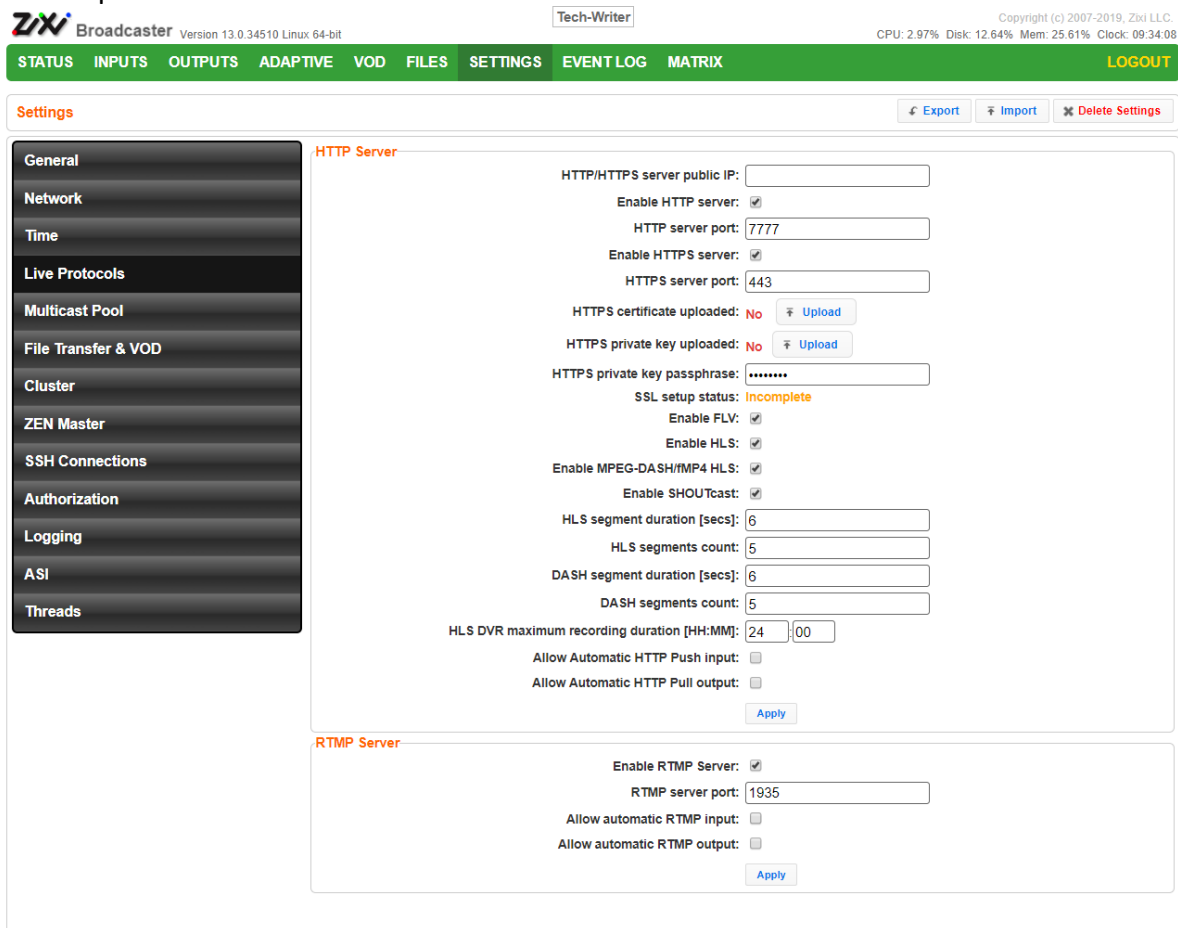 ZiXi Broadcaster Version 13.0.34510 Linux 64-bit
Tech-Writer
Copyright (c) 2007-2019, Zixi LLC.
CPU: 2.97% Disk: 12.64% Mem: 25.61% Clock: 09:34:08
STATUS INPUTS OUTPUTS ADAPTIVE VOD FILES SETTINGS EVENT LOG MATRIX LOGOUT
Settings
Export Import Delete Settings
General
Network
Time
Live Protocols
Multicast Pool
File Transfer & VOD
Cluster
ZEN Master
SSH Connections
Authorization
Logging
ASI
Threads
HTTP Server
HTTP/HTTPS server public IP:
Enable HTTP server:
HTTP server port: 7777
Enable HTTPS server:
HTTPS server port: 443
HTTPS certificate uploaded: No Upload
HTTPS private key uploaded: No Upload
HTTPS private key passphrase: ••••••••
SSL setup status: Incomplete
Enable FLV:
Enable HLS:
Enable MPEG-DASH/fMP4 HLS:
Enable SHOUTcast:
HLS segment duration [secs]: 6
HLS segments count: 5
DASH segment duration [secs]: 6
DASH segments count: 5
HLS DVR maximum recording duration [HH:MM]: 24 : 00
Allow Automatic HTTP Push input:
Allow Automatic HTTP Pull output:
Apply
RTMP Server
Enable RTMP Server:
RTMP server port: 1935
Allow automatic RTMP input:
Allow automatic RTMP output:
Apply